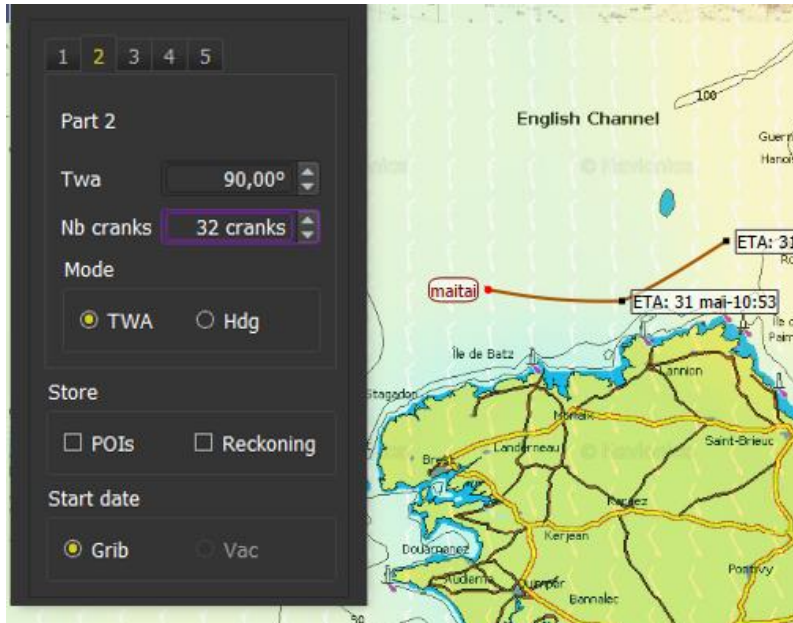 1 2 3 4 5
Part 2
Twa 90,00°
Nb cranks 32 cranks
Mode
TWA Hdg
Store
POIs Reckoning
Start date
Grib Vac
100
English Channel
© Navionics
maitai
ETA: 31
ETA: 31 mai-10:53
Île de Batz
Lannion
Stagadon
Morlaix
Landerneau
Saint-Brieuc
Brest
Kerjean
Douarnenez
Pontivy
Audierne
Quimper
Bannalec
50